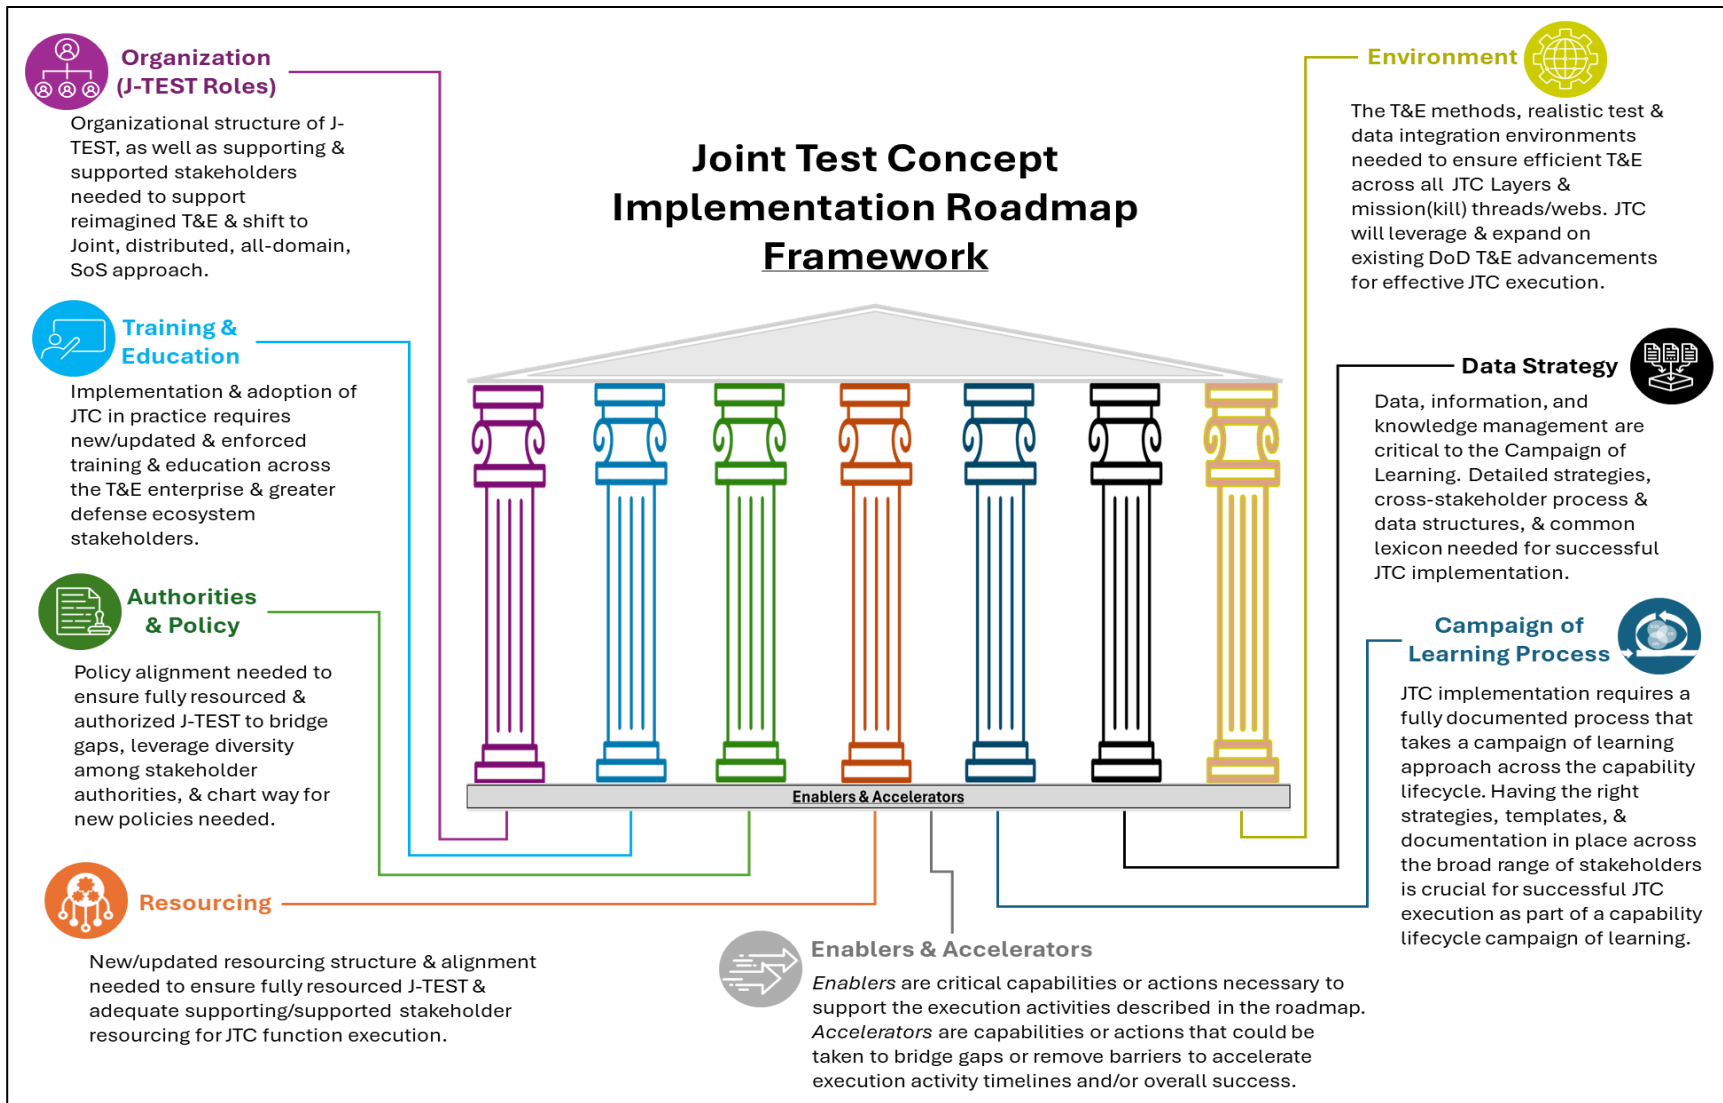 Joint Test Concept
Implementation Roadmap
Framework
Organization
(J-TEST Roles)
Organizational structure of J-
TEST, as well as supporting &
supported stakeholders
needed to support
reimagined T&E & shift to
Joint, distributed, all-domain,
SoS approach.
Training &
Education
Implementation & adoption of
JTC in practice requires
new/updated & enforced
training & education across
the T&E enterprise & greater
defense ecosystem
stakeholders.
Authorities
& Policy
Policy alignment needed to
ensure fully resourced &
authorized J-TEST to bridge
gaps, leverage diversity
among stakeholder
authorities, & chart way for
new policies needed.
Resourcing
New/updated resourcing structure & alignment
needed to ensure fully resourced J-TEST &
adequate supporting/supported stakeholder
resourcing for JTC function execution.
Enablers & Accelerators
Enablers & Accelerators
Enablers are critical capabilities or actions necessary to
support the execution activities described in the roadmap.
Accelerators are capabilities or actions that could be
taken to bridge gaps or remove barriers to accelerate
execution activity timelines and/or overall success.
Environment
The T&E methods, realistic test &
data integration environments
needed to ensure efficient T&E
across all JTC Layers &
mission(kill) threads/webs. JTC
will leverage & expand on
existing DoD T&E advancements
for effective JTC execution.
Data Strategy
Data, information, and
knowledge management are
critical to the Campaign of
Learning. Detailed strategies,
cross-stakeholder process &
data structures, & common
lexicon needed for successful
JTC implementation.
Campaign of
Learning Process
JTC implementation requires a
fully documented process that
takes a campaign of learning
approach across the capability
lifecycle. Having the right
strategies, templates, &
documentation in place across
the broad range of stakeholders
is crucial for successful JTC
execution as part of a capability
lifecycle campaign of learning.